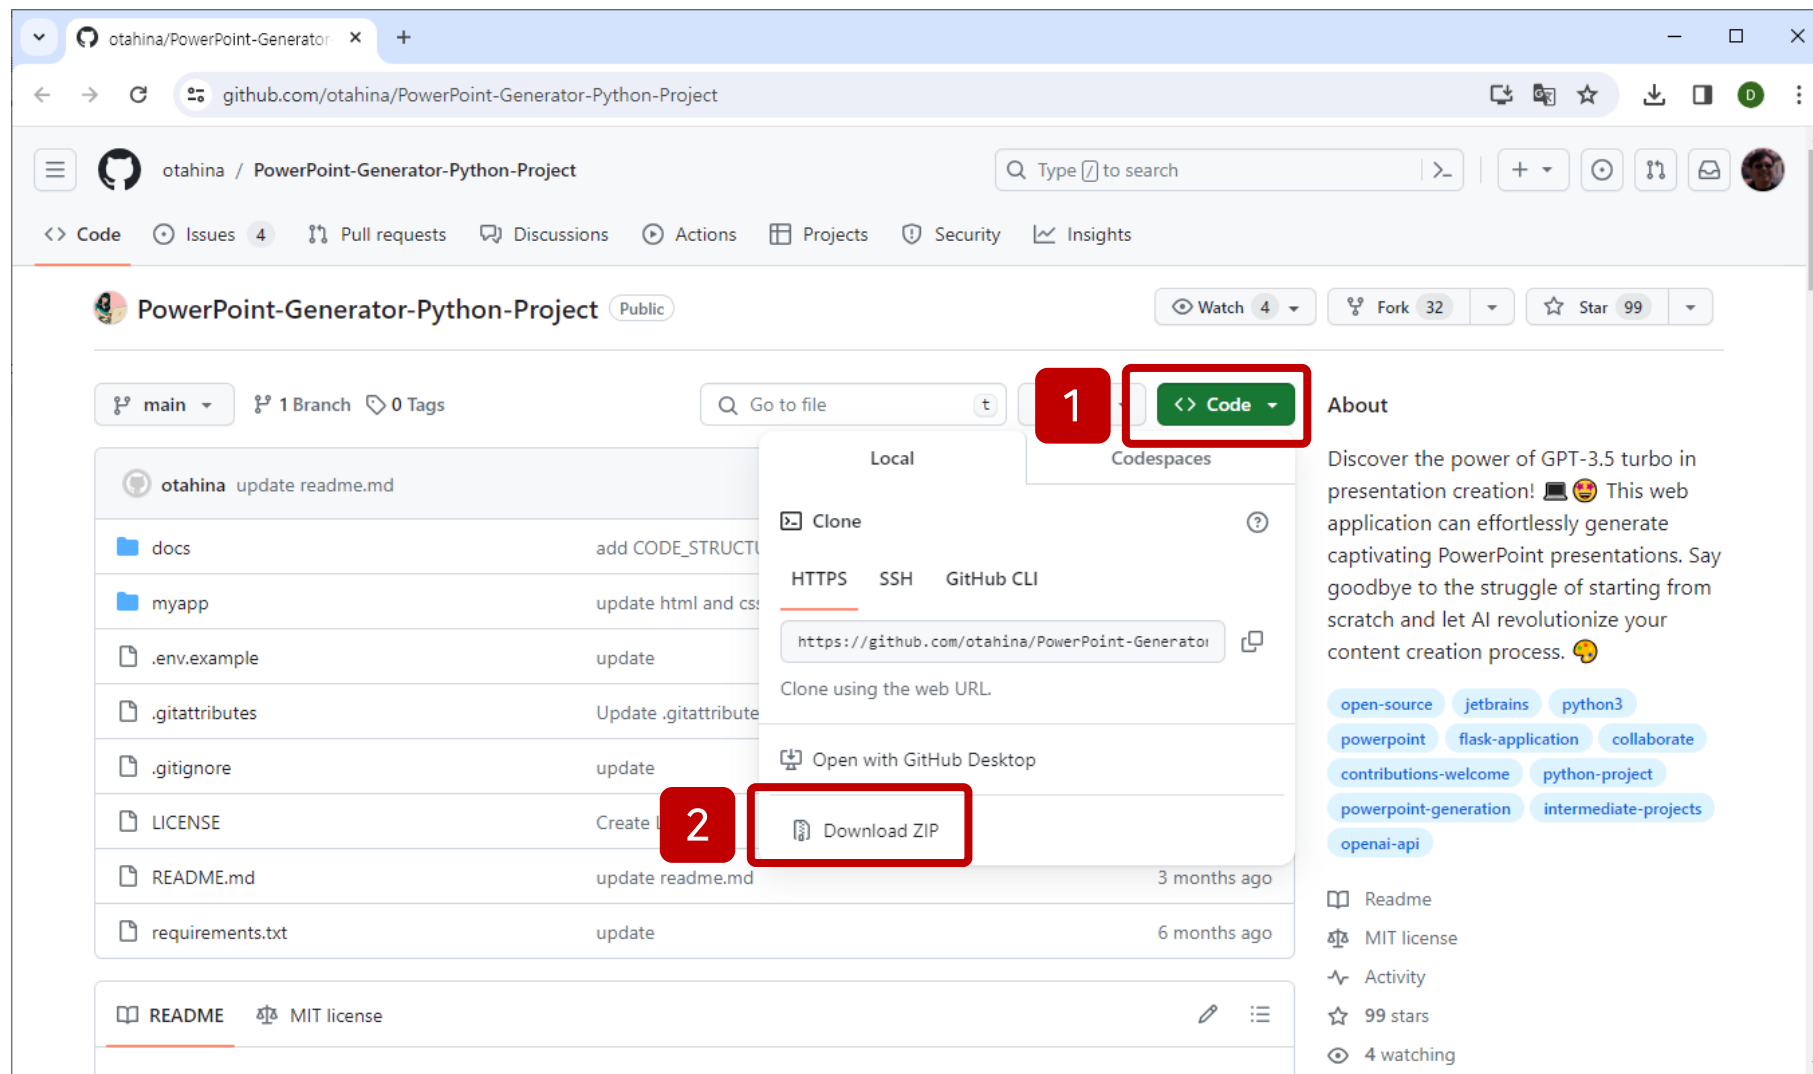 otahina/PowerPoint-Generator-
github.com/otahina/PowerPoint-Generator-Python-Project
D
otahina / PowerPoint-Generator-Python-Project
Type / to search
Code
Issues 4
Pull requests
Discussions
Actions
Projects
Security
Insights
PowerPoint-Generator-Python-Project Public
Watch 4
Fork 32
Star 99
main
1 Branch
0 Tags
Go to file t
1
Code
Local
Codespaces
Clone
HTTPS SSH GitHub CLI
https://github.com/otahina/PowerPoint-Generator
Clone using the web URL.
Open with GitHub Desktop
2
Download ZIP
otahina update readme.md
docs add CODE_STRUCTU
myapp update html and css
.env.example update
.gitattributes Update .gitattribute
.gitignore update
LICENSE Create
README.md update readme.md 3 months ago
requirements.txt update 6 months ago
README MIT license
About
Discover the power of GPT-3.5 turbo in
presentation creation! 💻 🤩 This web
application can effortlessly generate
captivating PowerPoint presentations. Say
goodbye to the struggle of starting from
scratch and let AI revolutionize your
content creation process. 🎨
open-source jetbrains python3
powerpoint flask-application collaborate
contributions-welcome python-project
powerpoint-generation intermediate-projects
openai-api
Readme
MIT license
Activity
99 stars
4 watching